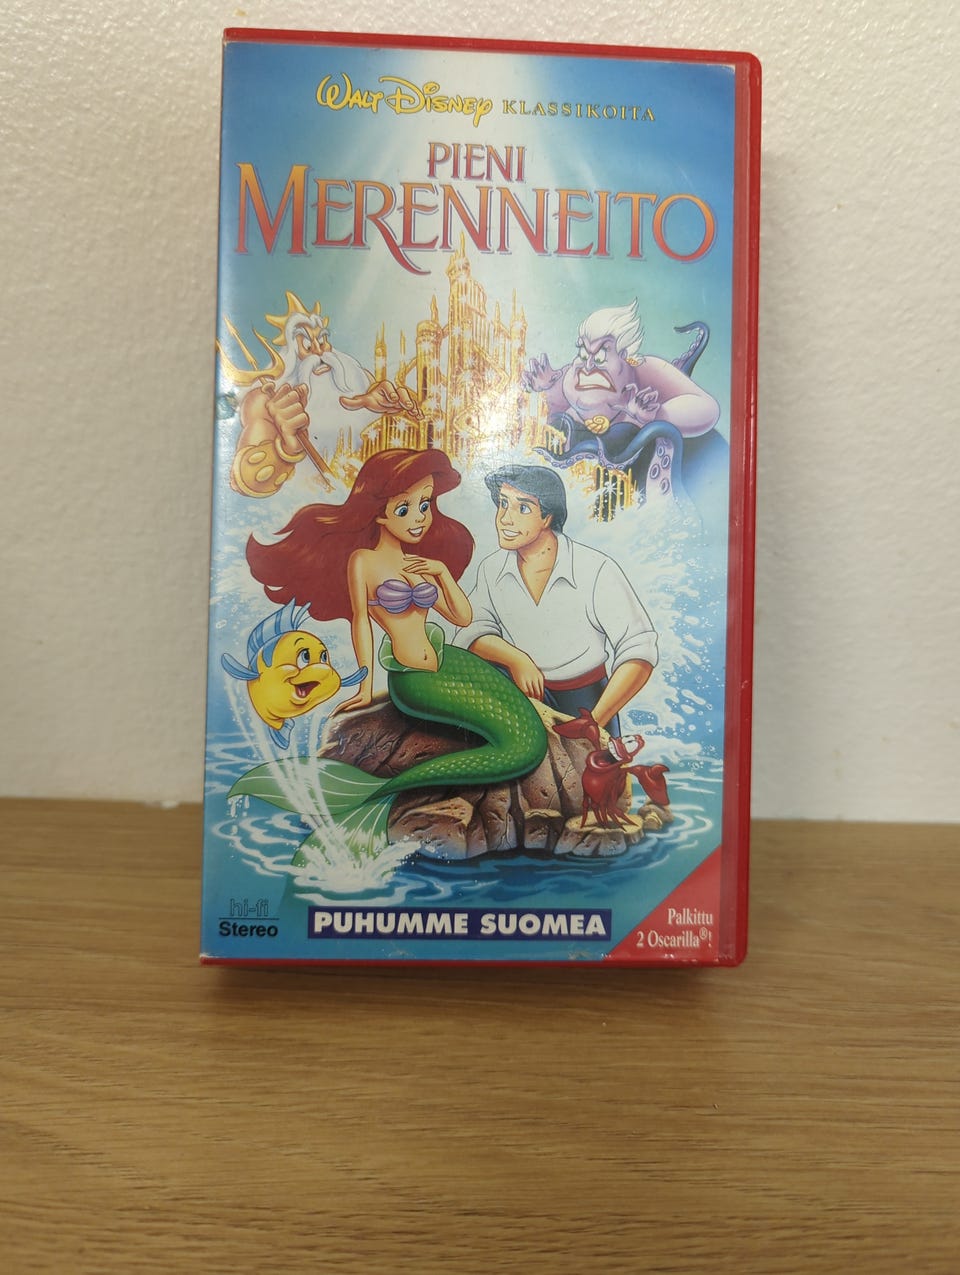 Walt Disney KLASSIKOITA
PIENI
MERENNEITO
hi-fi
Stereo
PUHUMME SUOMEA
Palkittu
2 Oscarilla®!